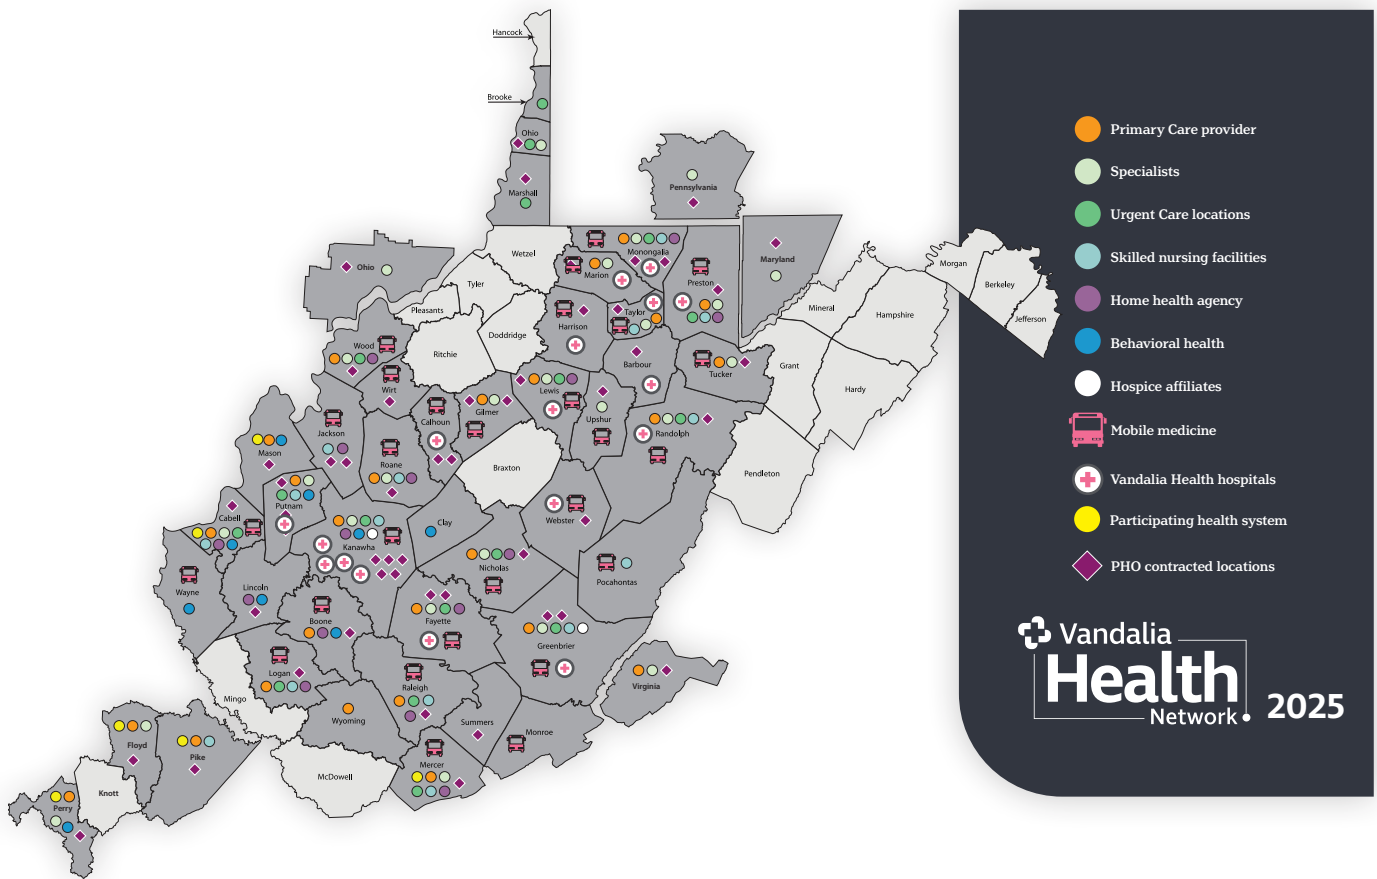 Hancock
Brooke
Ohio
Marshall
Pennsylvania
Wetzel
Monongalia
Marion
Preston
Maryland
Ohio
Tyler
Pleasants
Doddridge
Harrison
Taylor
Mineral
Hampshire
Morgan
Berkeley
Jefferson
Wood
Ritchie
Barbour
Tucker
Grant
Hardy
Wirt
Lewis
Gilmer
Calhoun
Upshur
Randolph
Jackson
Mason
Roane
Braxton
Pendleton
Putnam
Cabell
Kanawha
Clay
Webster
Nicholas
Pocahontas
Wayne
Lincoln
Boone
Fayette
Greenbrier
Logan
Raleigh
Virginia
Mingo
Wyoming
Summers
Monroe
Mercer
McDowell
Floyd
Pike
Knott
Perry
Primary Care provider
Specialists
Urgent Care locations
Skilled nursing facilities
Home health agency
Behavioral health
Hospice affiliates
Mobile medicine
Vandalia Health hospitals
Participating health system
PHO contracted locations
Vandalia
Health
Network
2025